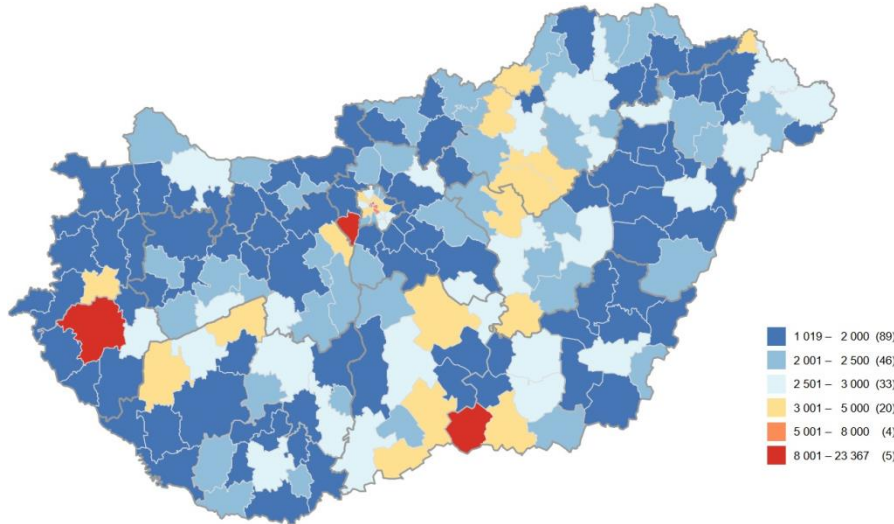 1 019 – 2 000 (89)
2 001 – 2 500 (46)
2 501 – 3 000 (33)
3 001 – 5 000 (20)
5 001 – 8 000 (4)
8 001 – 23 367 (5)